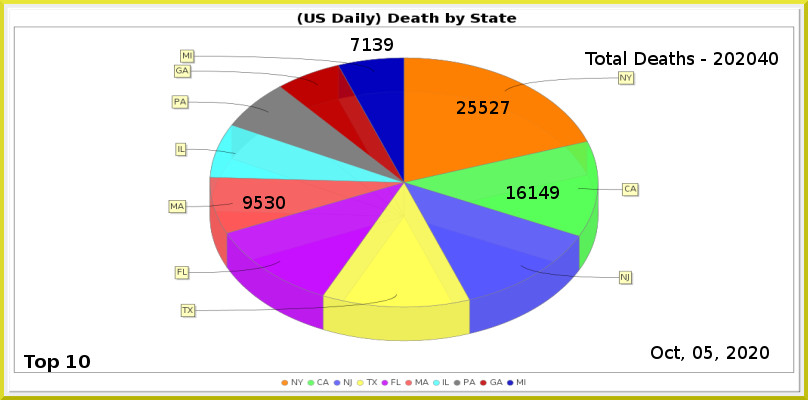 (US Daily) Death by State
7139
Total Deaths - 202040
MI
GA
NY
PA
25527
IL
16149
CA
MA
9530
FL
NJ
TX
Oct, 05, 2020
Top 10
NY CA NJ TX FL MA IL PA GA MI